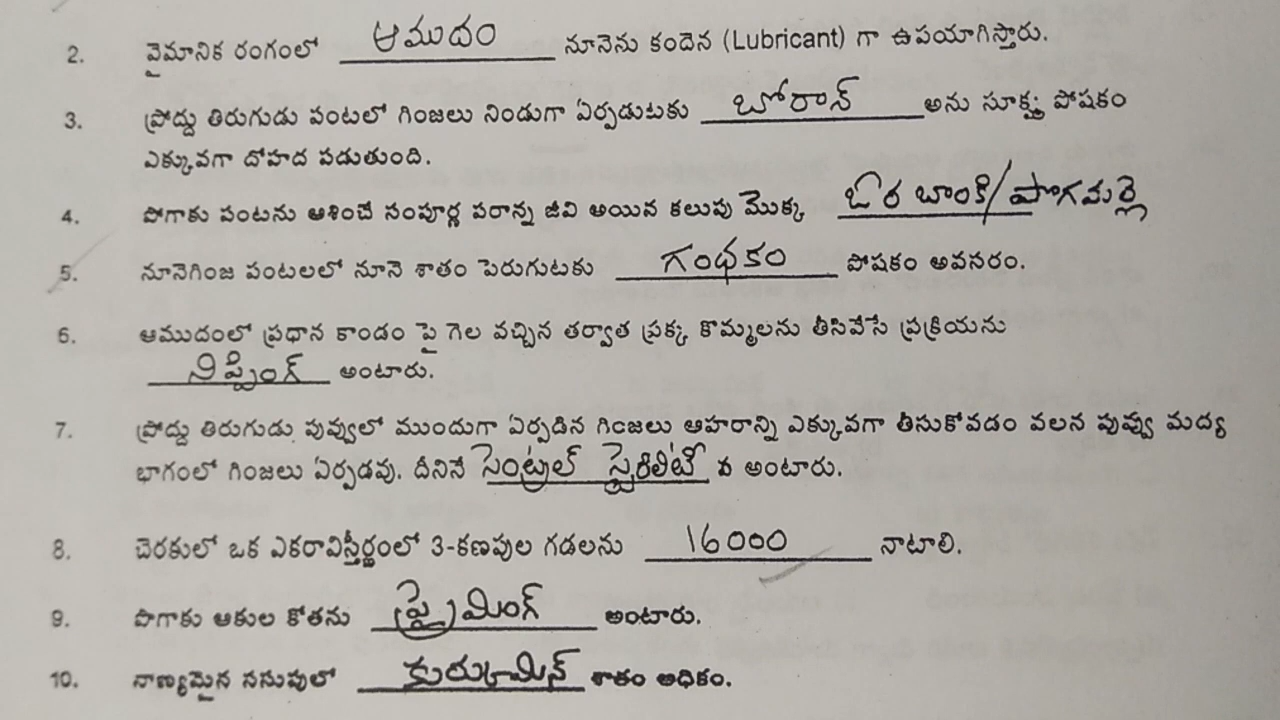 2. వైమానిక రంగంలో ఆముదం నూనెను కందెన (Lubricant) గా ఉపయోగిస్తారు.
3. ప్రొద్దు తిరుగుడు పంటలో గింజలు నిండుగా ఏర్పడుటకు బోరాన్ అను సూక్ష్మ పోషకం
ఎక్కువగా దోహద పడుతుంది.
4. పొగాకు పంటను ఆశించే సంపూర్ణ పరాన్న జీవి అయిన కలుపు మొక్క ఓర బాంకి/పొగమల్లె
5. నూనెగింజ పంటలలో నూనె శాతం పెరుగుటకు గంధకం పోషకం అవసరం.
6. ఆముదంలో ప్రధాన కాండం పై గెల వచ్చిన తర్వాత ప్రక్క కొమ్మలను తీసివేసే ప్రక్రియను
నిప్పింగ్ అంటారు.
7. ప్రొద్దు తిరుగుడు పువ్వులో ముందుగా ఏర్పడిన గింజలు ఆహారాన్ని ఎక్కువగా తీసుకోవడం వలన పువ్వు మద్య
భాగంలో గింజలు ఏర్పడవు. దీనినే సెంట్రల్ స్టెరిలిటీ అంటారు.
8. చెరకులో ఒక ఎకరావిస్తీర్ణంలో 3-కణపుల గడలను 16000 నాటాలి.
9. పొగాకు ఆకుల కోతను ప్రైమింగ్ అంటారు.
10. నాణ్యమైన పసుపులో కుర్కుమిన్ శాతం అధికం.